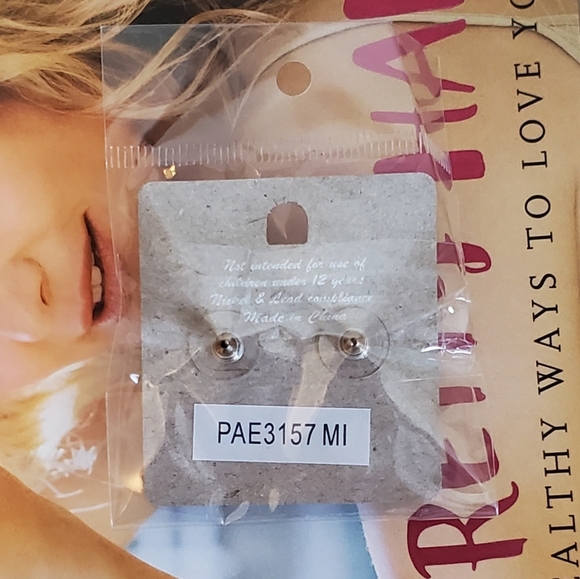 Not intended for use of
children under 12 years
Nickel & Lead compliance
Made in China
PAE3157 MI
ALTHY WAYS TO LOVE YO